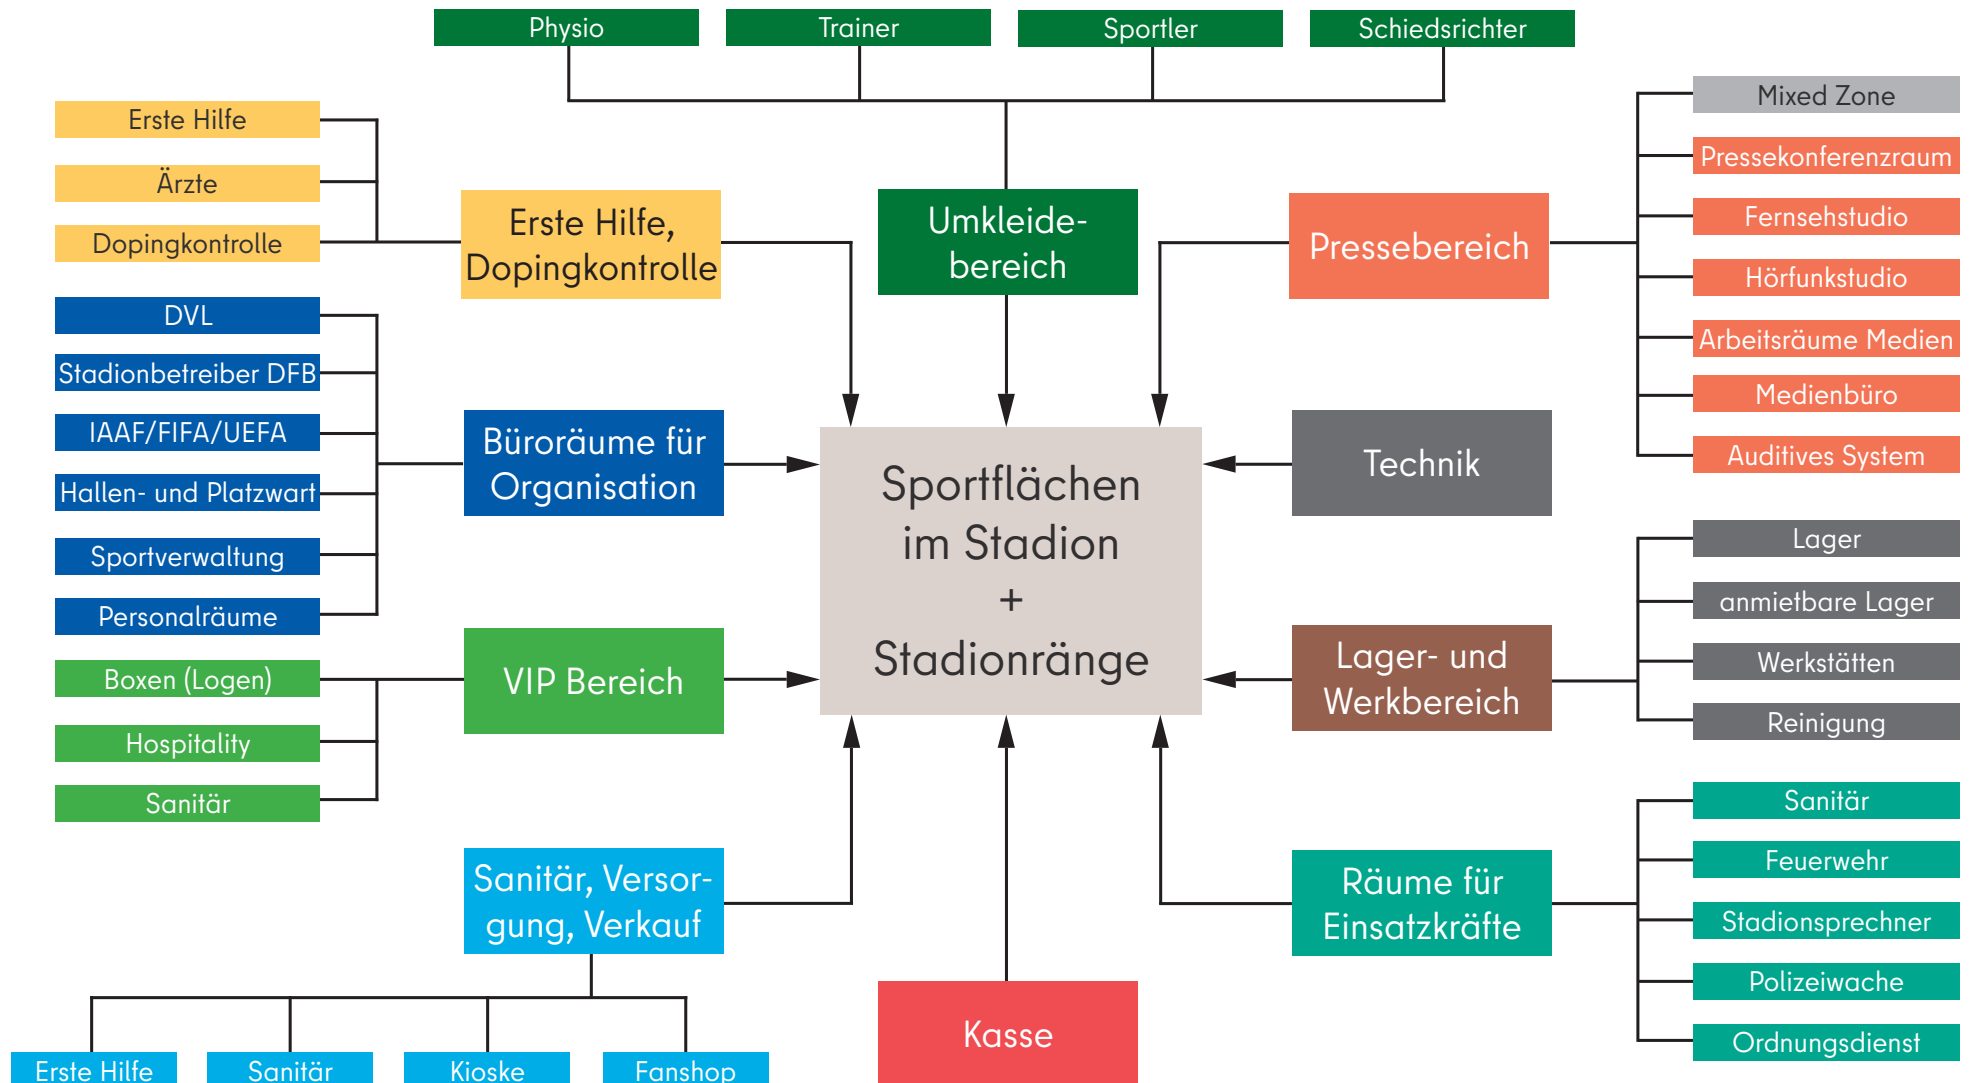 Physio
Trainer
Sportler
Schiedsrichter
Erste Hilfe
Ärzte
Dopingkontrolle
Erste Hilfe,
Dopingkontrolle
Umkleide-
bereich
Pressebereich
Mixed Zone
Pressekonferenzraum
Fernsehstudio
Hörfunkstudio
Arbeitsräume Medien
Medienbüro
Auditives System
DVL
Stadionbetreiber DFB
IAAF/FIFA/UEFA
Hallen- und Platzwart
Sportverwaltung
Personalräume
Büroräume für
Organisation
Sportflächen
im Stadion
+
Stadionränge
Technik
Boxen (Logen)
Hospitality
Sanitär
VIP Bereich
Lager- und
Werkbereich
Lager
anmietbare Lager
Werkstätten
Reinigung
Sanitär, Versor-
gung, Verkauf
Erste Hilfe
Sanitär
Kioske
Fanshop
Kasse
Räume für
Einsatzkräfte
Sanitär
Feuerwehr
Stadionsprechner
Polizeiwache
Ordnungsdienst